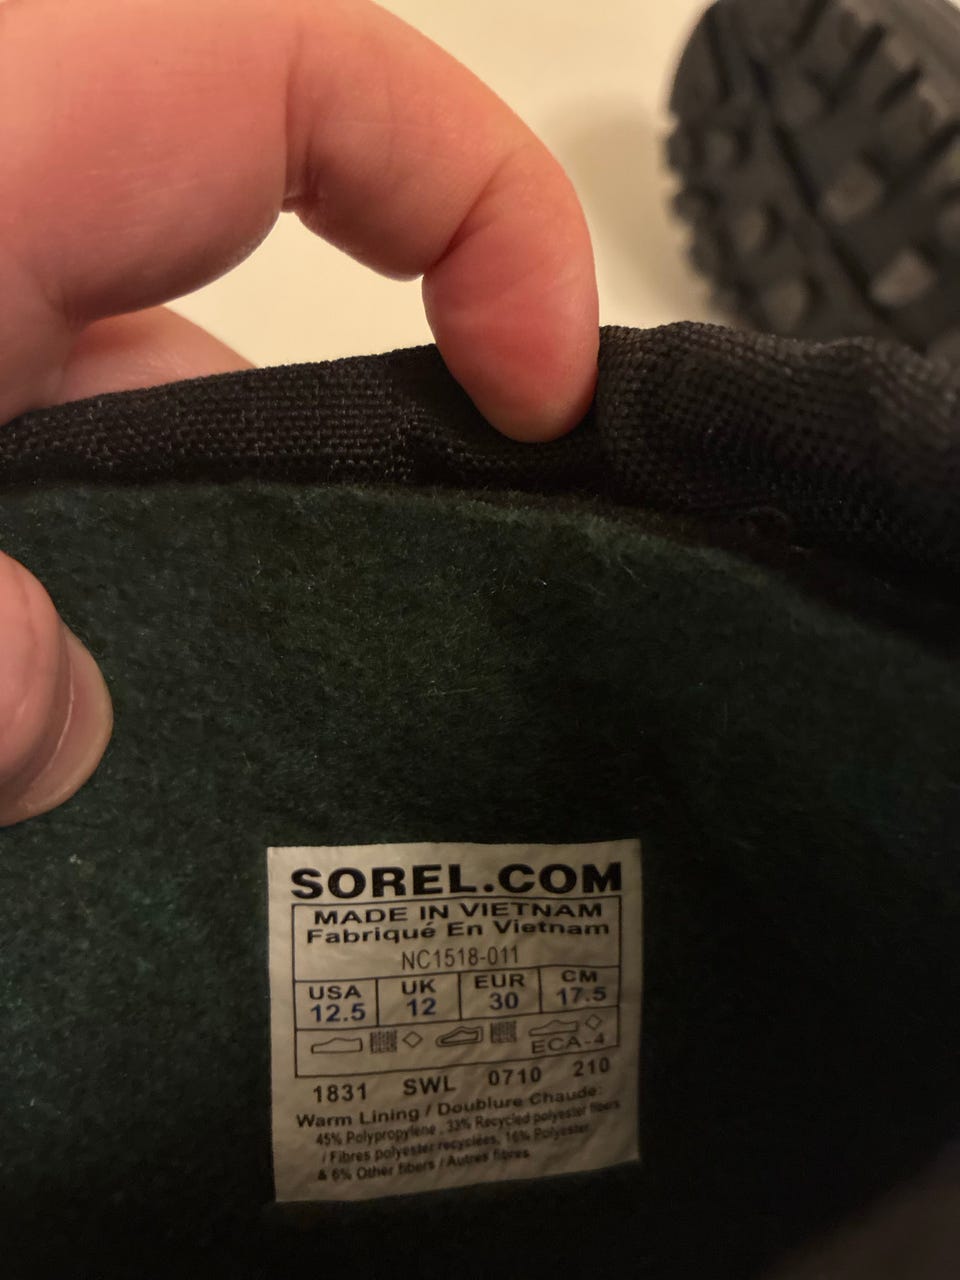 SOREL.COM
MADE IN VIETNAM
Fabriqué En Vietnam
NC1518-011
USA UK EUR CM
12.5 12 30 17.5
ECA-4
1831 SWL 0710 210
Warm Lining / Doublure Chaude:
45% Polypropylene , 33% Recycled polyester fibers
/ Fibres polyester recyclées, 16% Polyester
& 6% Other fibers / Autres fibres